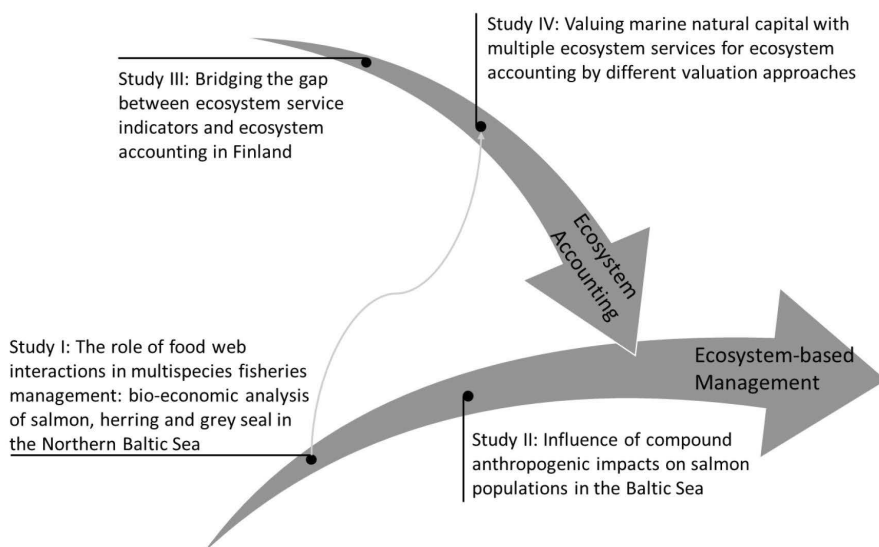 Study IV: Valuing marine natural capital with
multiple ecosystem services for ecosystem
accounting by different valuation approaches
Study III: Bridging the gap
between ecosystem service
indicators and ecosystem
accounting in Finland
Ecosystem
Accounting
Study I: The role of food web
interactions in multispecies fisheries
management: bio-economic analysis
of salmon, herring and grey seal in
the Northern Baltic Sea
Ecosystem-based
Management
Study II: Influence of compound
anthropogenic impacts on salmon
populations in the Baltic Sea